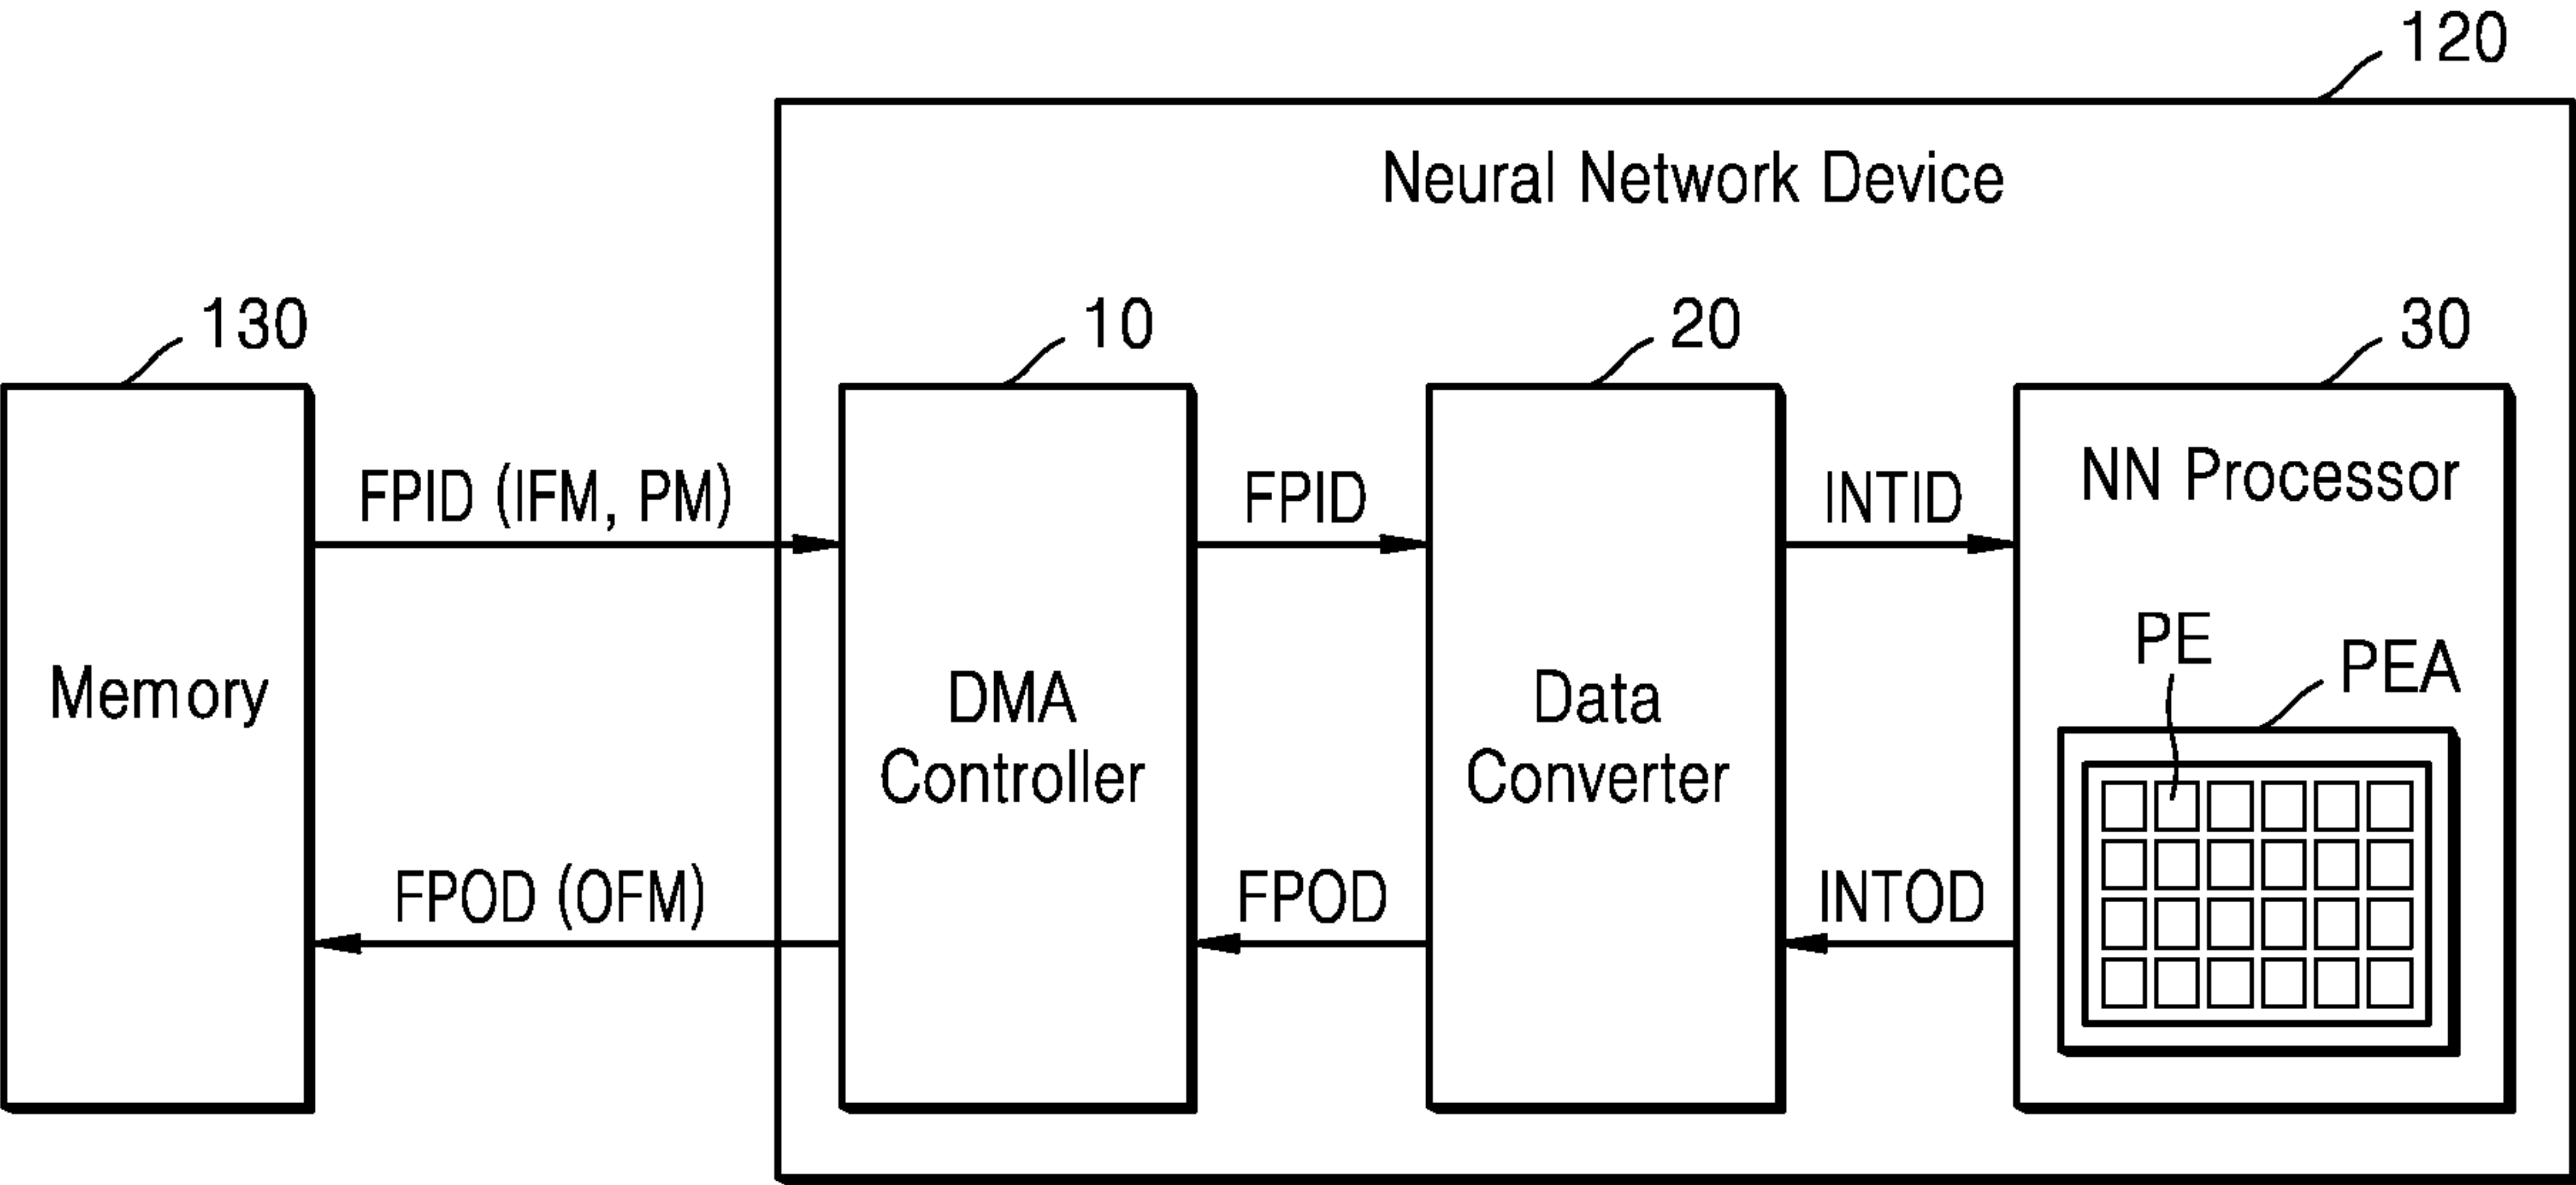 120
Neural Network Device
130
10
20
30
FPID (IFM, PM)
FPID
INTID
NN Processor
PE
PEA
Memory
DMA
Controller
Data
Converter
FPOD (OFM)
FPOD
INTOD